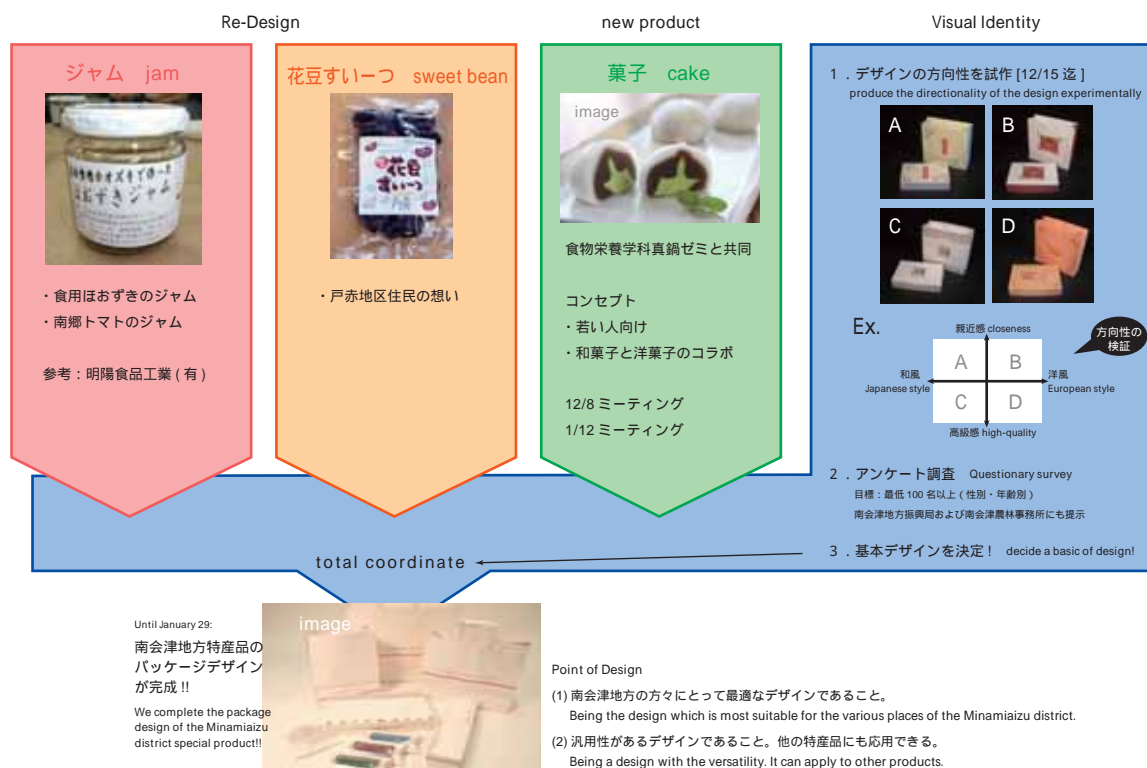 Re-Design
new product
Visual Identity
ジャム jam
ほおずきジャム
・食用ほおずきのジャム
・南郷トマトのジャム
参考：明陽食品工業 ( 有 )
花豆すいーつ sweet bean
花豆
すいーつ
・戸赤地区住民の想い
菓子 cake
image
食物栄養学科真鍋ゼミと共同
コンセプト
・若い人向け
・和菓子と洋菓子のコラボ
12/8 ミーティング
1/12 ミーティング
1 . デザインの方向性を試作 [12/15 迄 ]
produce the directionality of the design experimentally
A
B
C
D
Ex.
親近感 closeness
方向性の
検証
A
B
和風
Japanese style
洋風
European style
C
D
高級感 high-quality
2 . アンケート調査 Questionary survey
目標：最低 100 名以上 ( 性別・年齢別 )
南会津地方振興局および南会津農林事務所にも提示
3 . 基本デザインを決定 ! decide a basic of design!
total coordinate
Until January 29:
南会津地方特産品の
パッケージデザイン
が完成 !!
We complete the package
design of the Minamiaizu
district special product!!
image
Point of Design
(1) 南会津地方の方々にとって最適なデザインであること。
Being the design which is most suitable for the various places of the Minamiaizu district.
(2) 汎用性があるデザインであること。他の特産品にも応用できる。
Being a design with the versatility. It can apply to other products.